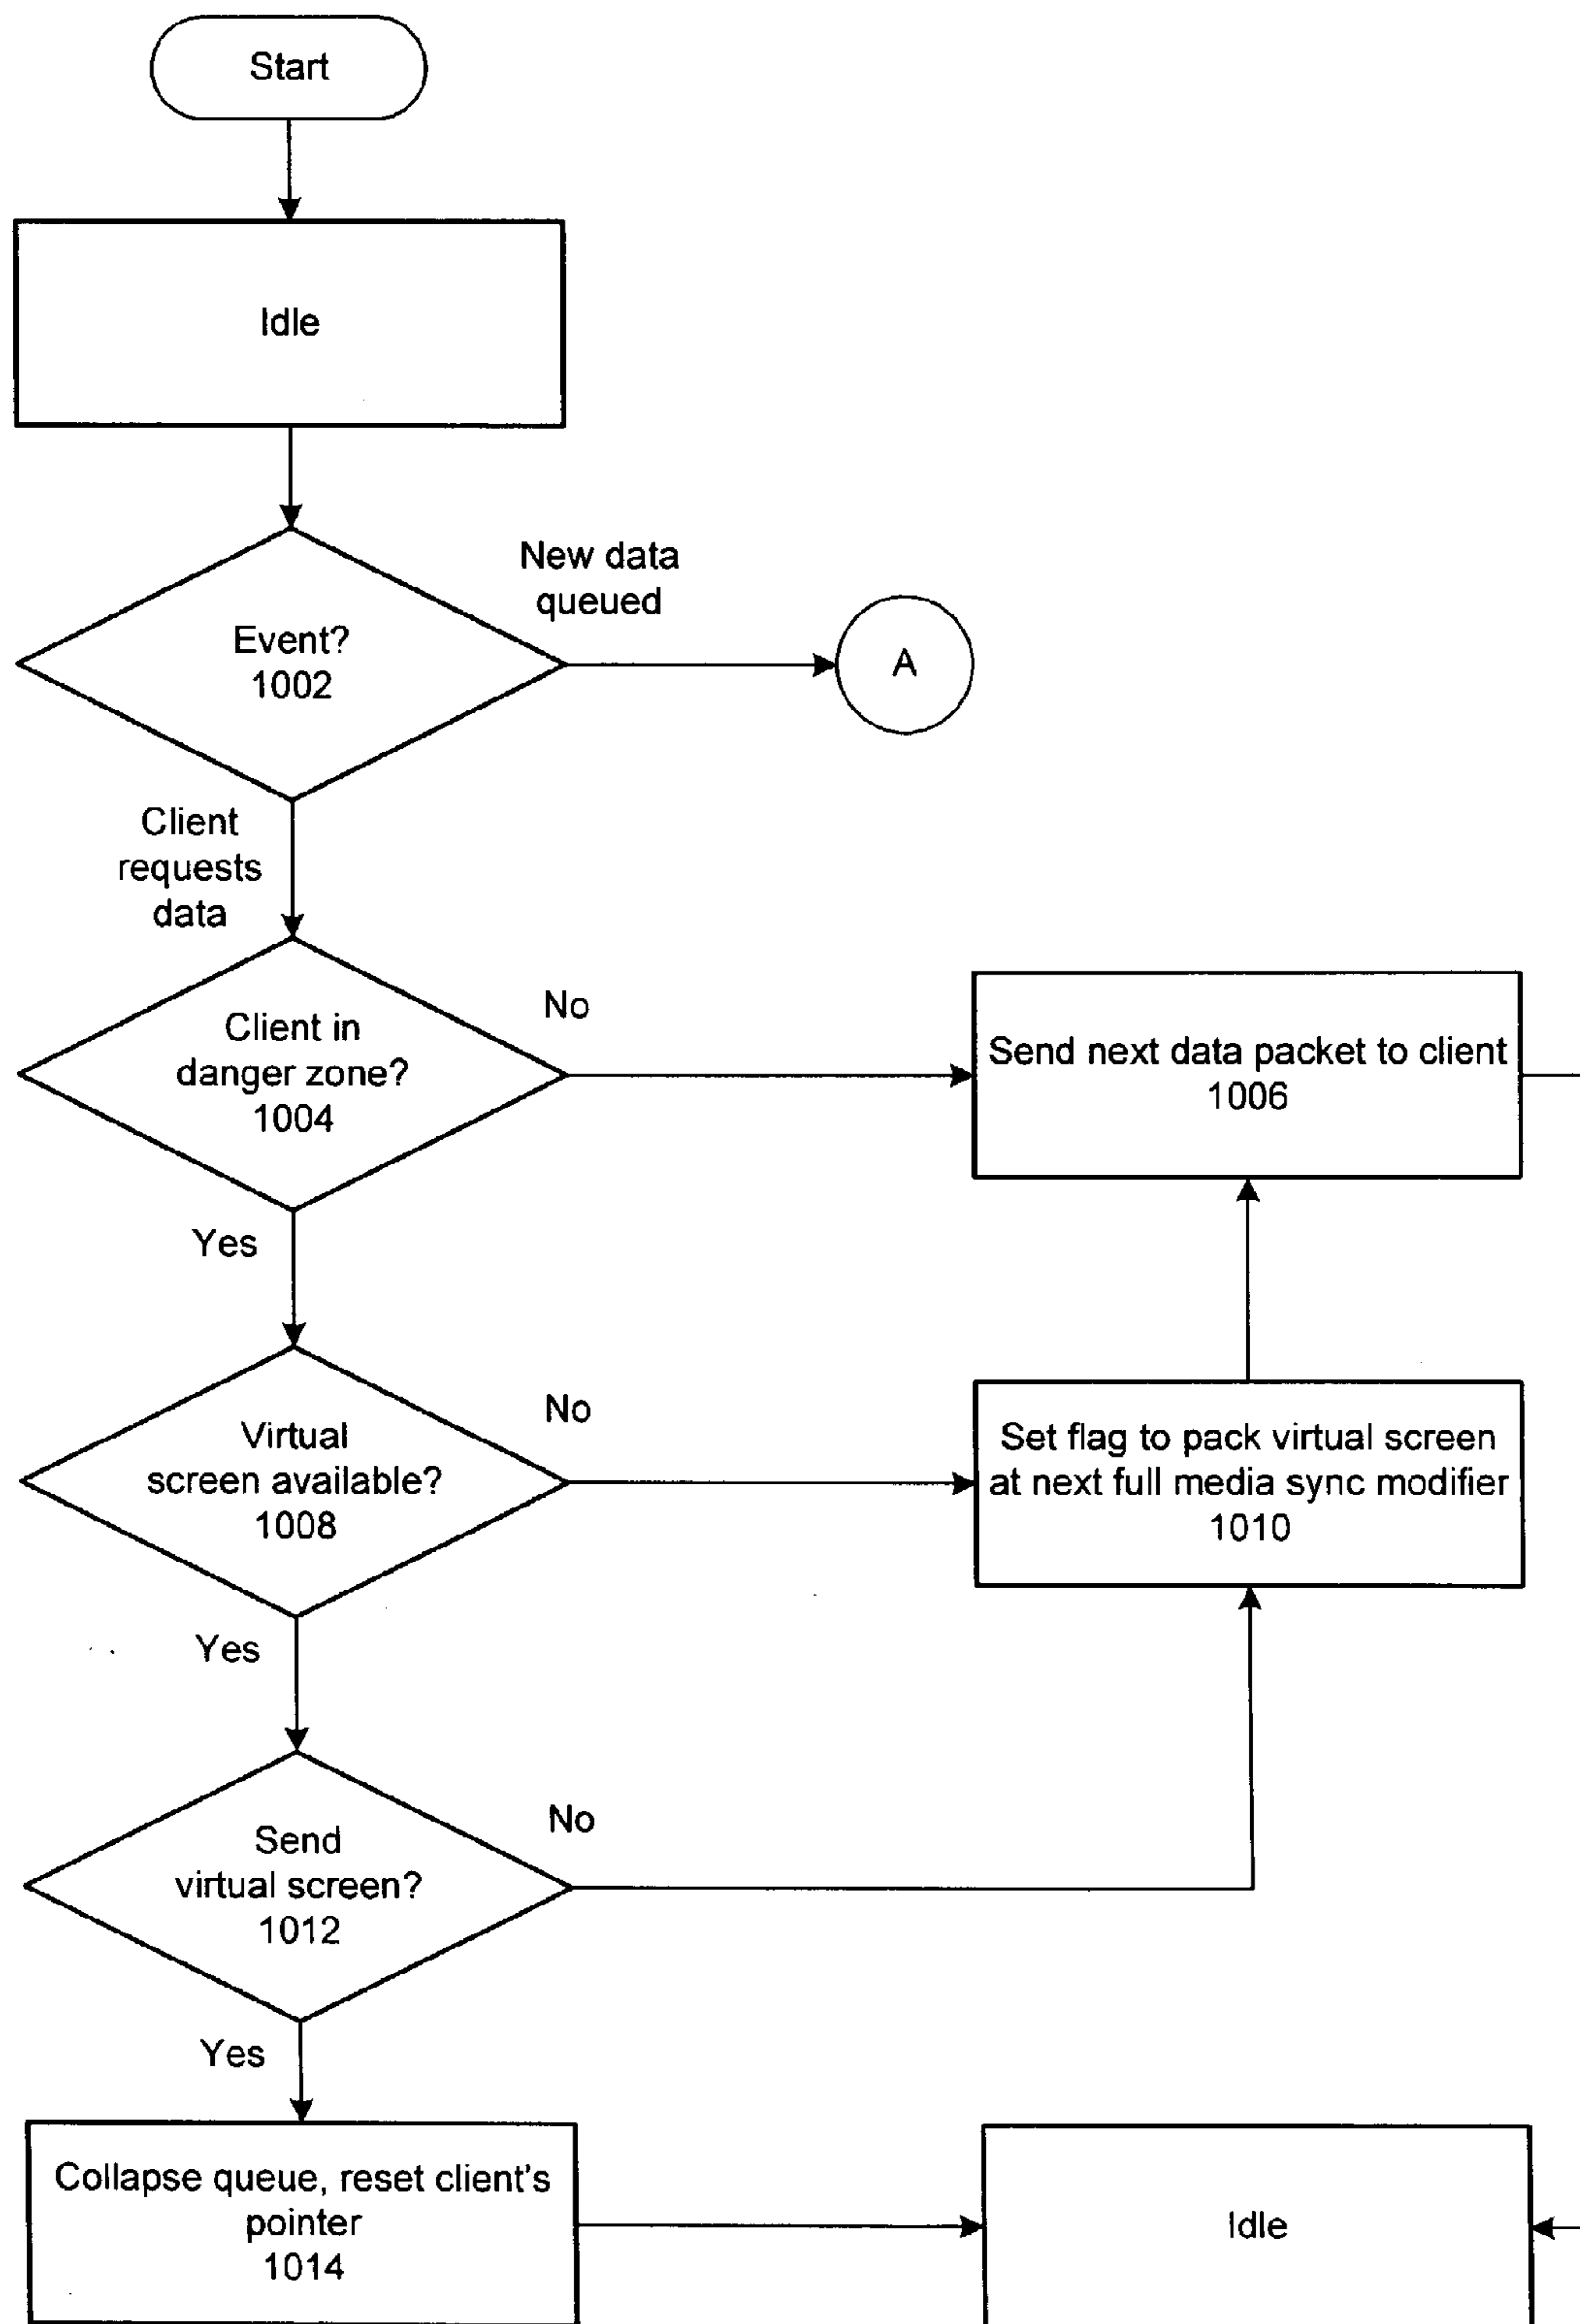 Start
Idle
New data
queued
Event?
1002
A
Client
requests
data
No
Client in
danger zone?
1004
Send next data packet to client
1006
Yes
No
Virtual
screen available?
1008
Set flag to pack virtual screen
at next full media sync modifier
1010
Yes
No
Send
virtual screen?
1012
Yes
Collapse queue, reset client's
pointer
1014
Idle